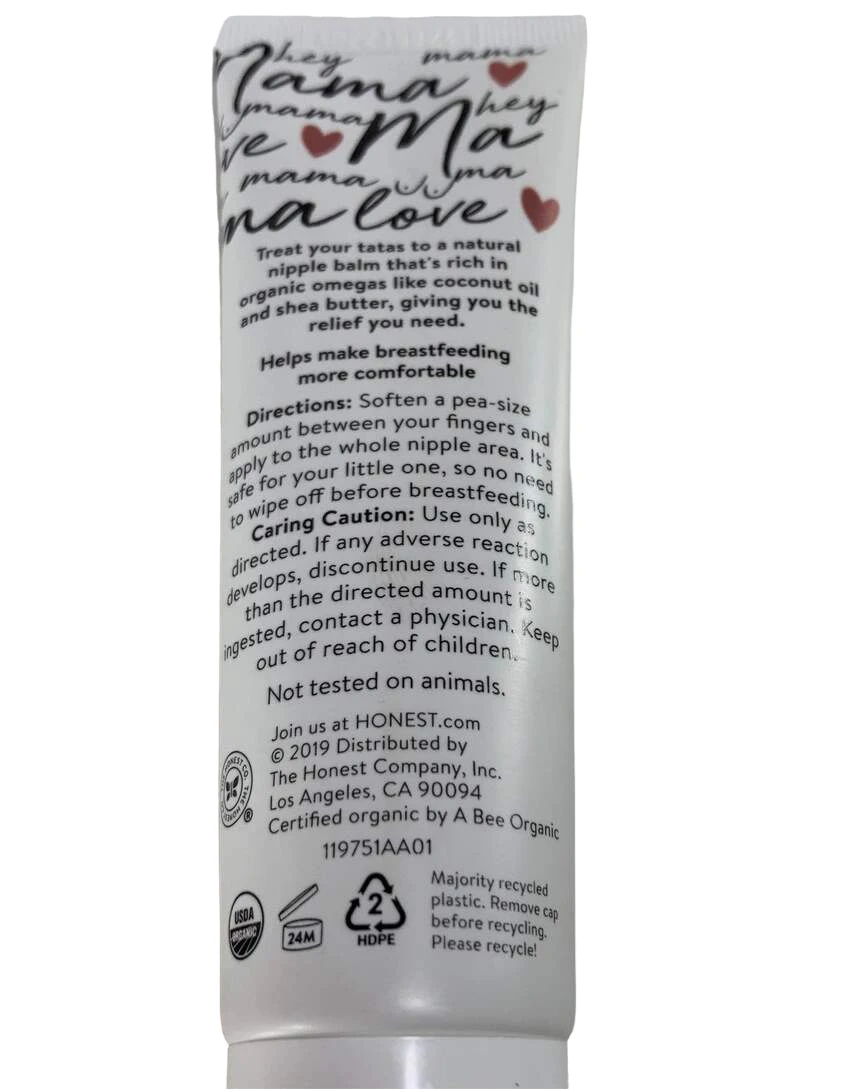 hey mama
Mama
mama hey
ve Ma
mama ma
ma love
Treat your tatas to a natural
nipple balm that's rich in
organic omegas like coconut oil
and shea butter, giving you the
relief you need.
Helps make breastfeeding
more comfortable
Directions: Soften a pea-size
amount between your fingers and
apply to the whole nipple area. It's
safe for your little one, so no need
to wipe off before breastfeeding.
Caring Caution: Use only as
directed. If any adverse reaction
develops, discontinue use. If more
than the directed amount is
ingested, contact a physician. Keep
out of reach of children.
Not tested on animals.
Join us at HONEST.com
© 2019 Distributed by
The Honest Company, Inc.
Los Angeles, CA 90094
Certified organic by A Bee Organic
119751AA01
USDA
ORGANIC
24M
2
HDPE
Majority recycled
plastic. Remove cap
before recycling.
Please recycle!